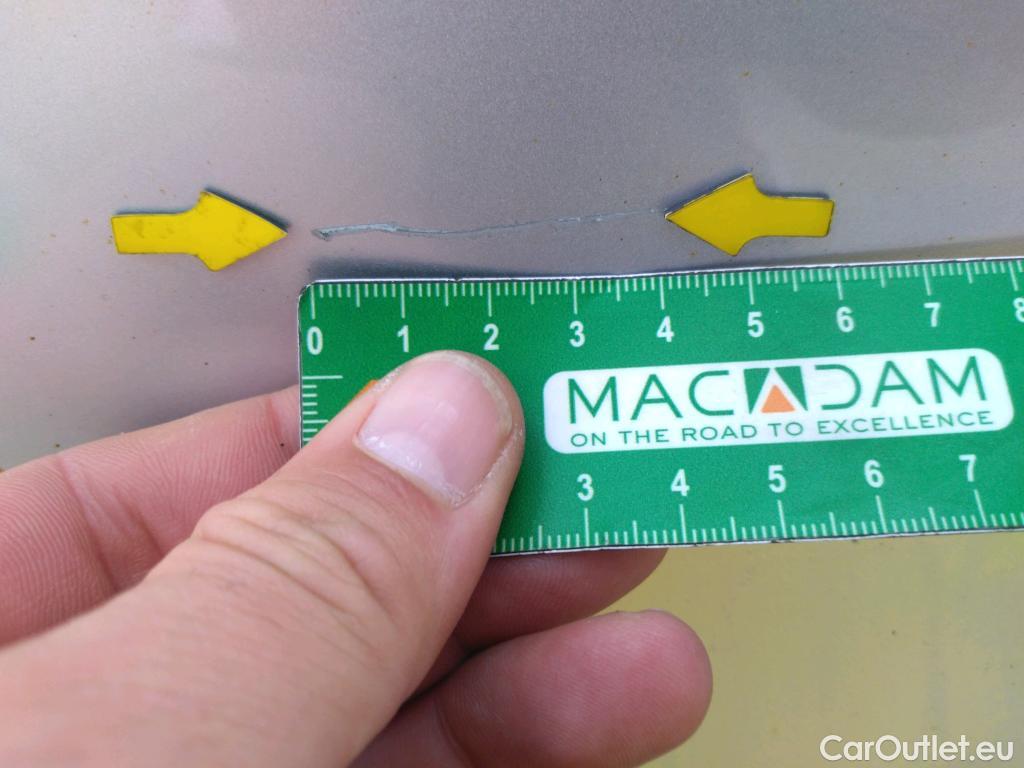 0 1 2 3 4 5 6 7 8
MACADAM
ON THE ROAD TO EXCELLENCE
3 4 5 6 7
CarOutlet.eu